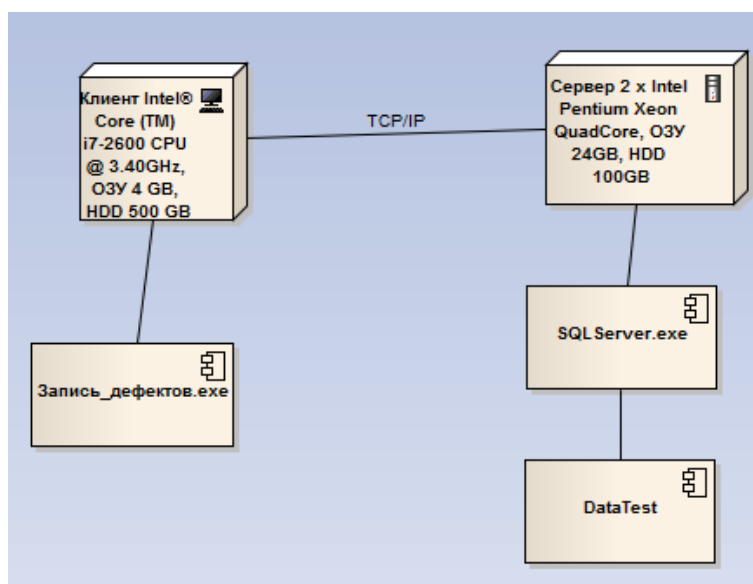 Клиент Intel®
Core (TM)
i7-2600 CPU
@ 3.40GHz,
ОЗУ 4 GB,
HDD 500 GB
TCP/IP
Сервер 2 x Intel
Pentium Xeon
QuadCore, ОЗУ
24GB, HDD
100GB
Запись_дефектов.exe
SQLServer.exe
DataTest